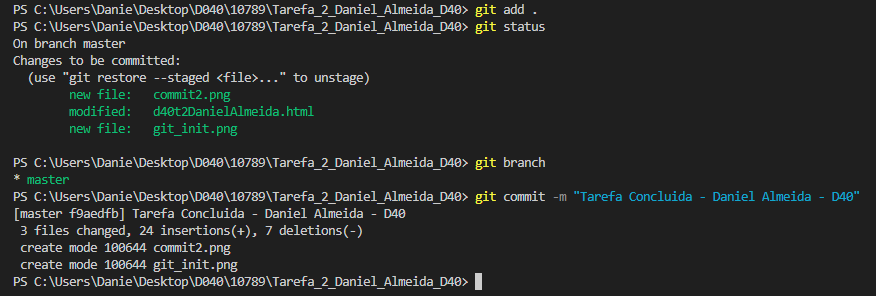 PS C:\Users\Danie\Desktop\D040\10789\Tarefa_2_Daniel_Almeida_D40> git add .
PS C:\Users\Danie\Desktop\D040\10789\Tarefa_2_Daniel_Almeida_D40> git status
On branch master
Changes to be committed:
  (use "git restore --staged <file>..." to unstage)
        new file:   commit2.png
        modified:   d40t2DanielAlmeida.html
        new file:   git_init.png
PS C:\Users\Danie\Desktop\D040\10789\Tarefa_2_Daniel_Almeida_D40> git branch
* master
PS C:\Users\Danie\Desktop\D040\10789\Tarefa_2_Daniel_Almeida_D40> git commit -m "Tarefa Concluida - Daniel Almeida - D40"
[master f9aedfb] Tarefa Concluida - Daniel Almeida - D40
 3 files changed, 24 insertions(+), 7 deletions(-)
 create mode 100644 commit2.png
 create mode 100644 git_init.png
PS C:\Users\Danie\Desktop\D040\10789\Tarefa_2_Daniel_Almeida_D40>